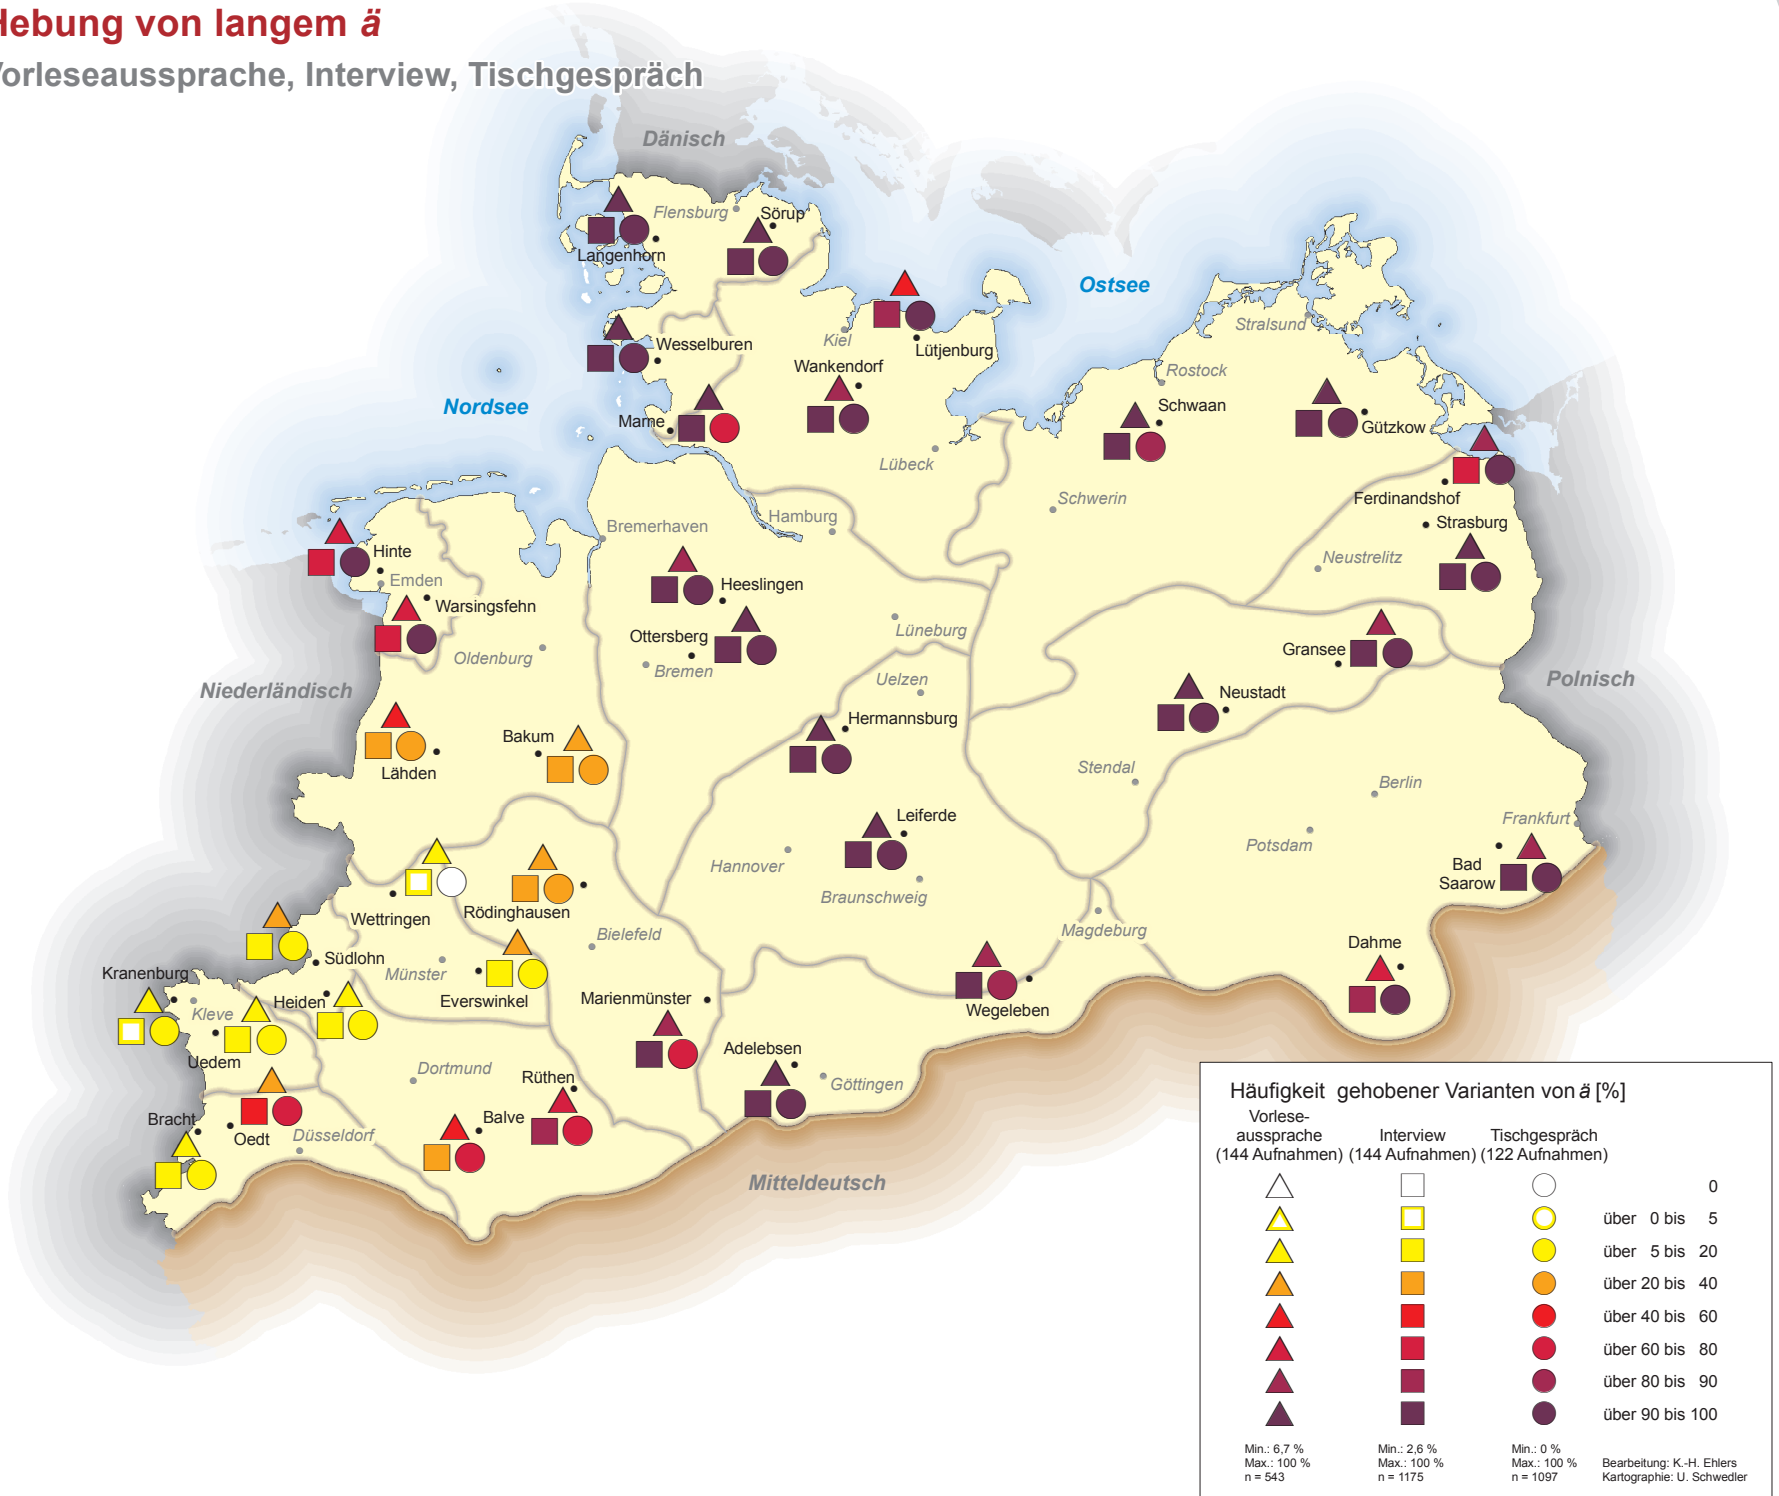 Hebung von langem ä
Vorleseaussprache, Interview, Tischgespräch
Dänisch
Flensburg
Sörup
Langenhorn
Ostsee
Stralsund
Kiel
Wesselburen
Lütjenburg
Wankendorf
Rostock
Nordsee
Schwaan
Marne
Gützkow
Lübeck
Schwerin
Ferdinandshof
Hamburg
Strasburg
Bremerhaven
Hinte
Neustrelitz
Emden
Heeslingen
Warsingsfehn
Ottersberg
Lüneburg
Oldenburg
Bremen
Gransee
Uelzen
Niederländisch
Polnisch
Neustadt
Hermannsburg
Bakum
Lähden
Stendal
Berlin
Leiferde
Frankfurt
Hannover
Potsdam
Bad
Saarow
Braunschweig
Wettringen
Rödinghausen
Bielefeld
Magdeburg
Dahme
Südlohn
Münster
Kranenburg
Heiden
Everswinkel
Marienmünster
Kleve
Wegeleben
Uedem
Adelebsen
Dortmund
Rüthen
Göttingen
Bracht
Balve
Oedt
Düsseldorf
Mitteldeutsch
Häufigkeit gehobener Varianten von ä [%]
Vorlese-
aussprache Interview Tischgespräch
(144 Aufnahmen) (144 Aufnahmen) (122 Aufnahmen)
0
über 0 bis 5
über 5 bis 20
über 20 bis 40
über 40 bis 60
über 60 bis 80
über 80 bis 90
über 90 bis 100
Min.: 6,7 % Min.: 2,6 % Min.: 0 %
Max.: 100 % Max.: 100 % Max.: 100 % Bearbeitung: K.-H. Ehlers
n = 543 n = 1175 n = 1097 Kartographie: U. Schwedler